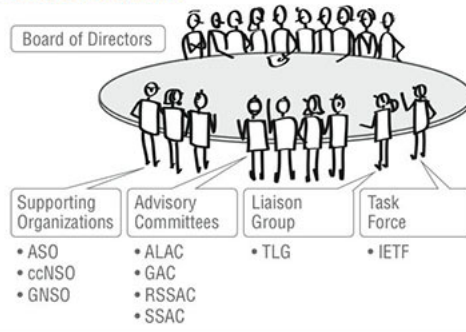 Board of Directors
Supporting
Organizations
• ASO
• ccNSO
• GNSO
Advisory
Committees
• ALAC
• GAC
• RSSAC
• SSAC
Liaison
Group
• TLG
Task
Force
• IETF